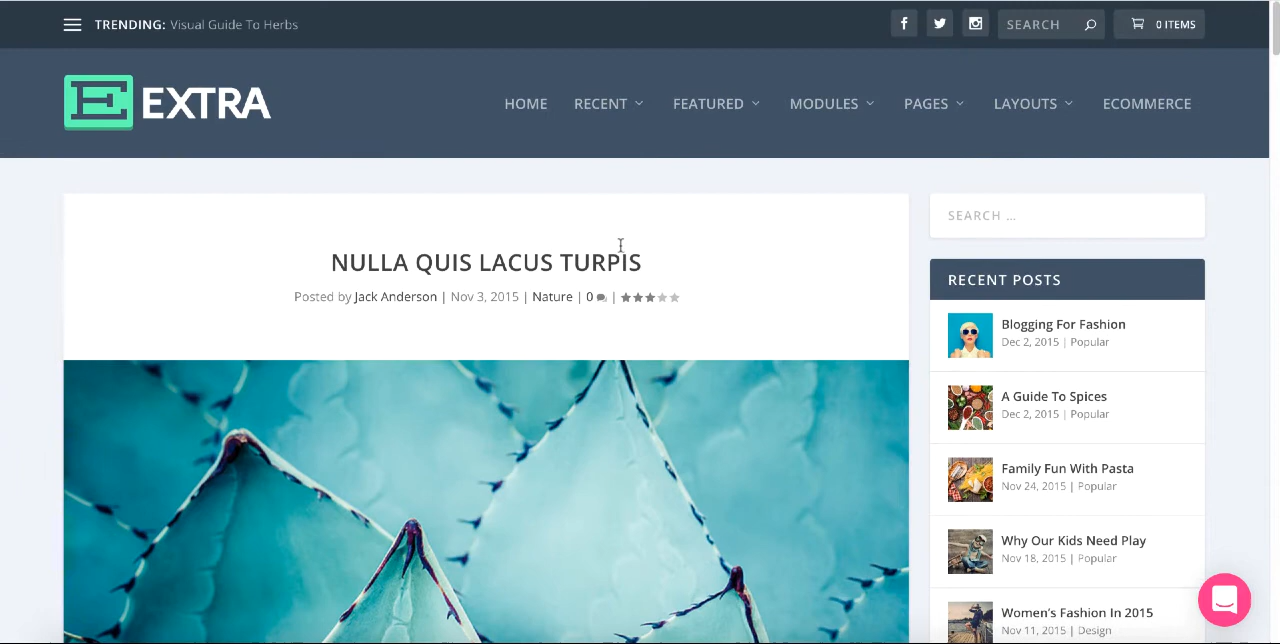 TRENDING: Visual Guide To Herbs
SEARCH
0 ITEMS
EXTRA
HOME
RECENT
FEATURED
MODULES
PAGES
LAYOUTS
ECOMMERCE
NULLA QUIS LACUS TURPIS
Posted by Jack Anderson | Nov 3, 2015 | Nature | 0 |
SEARCH …
RECENT POSTS
Blogging For Fashion
Dec 2, 2015 | Popular
A Guide To Spices
Dec 2, 2015 | Popular
Family Fun With Pasta
Nov 24, 2015 | Popular
Why Our Kids Need Play
Nov 18, 2015 | Popular
Women's Fashion In 2015
Nov 11, 2015 | Design